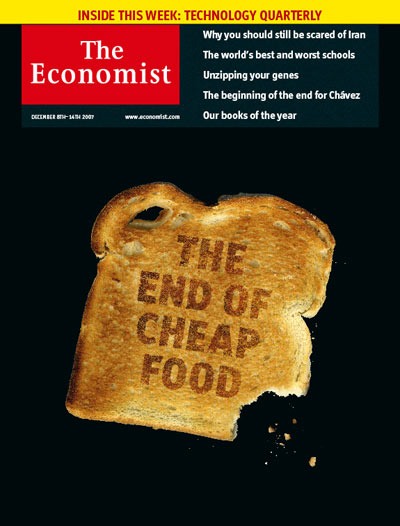 INSIDE THIS WEEK: TECHNOLOGY QUARTERLY
The
Economist
DECEMBER 8TH–14TH 2007
www.economist.com
Why you should still be scared of Iran
The world's best and worst schools
Unzipping your genes
The beginning of the end for Chávez
Our books of the year
THE
END OF
CHEAP
FOOD